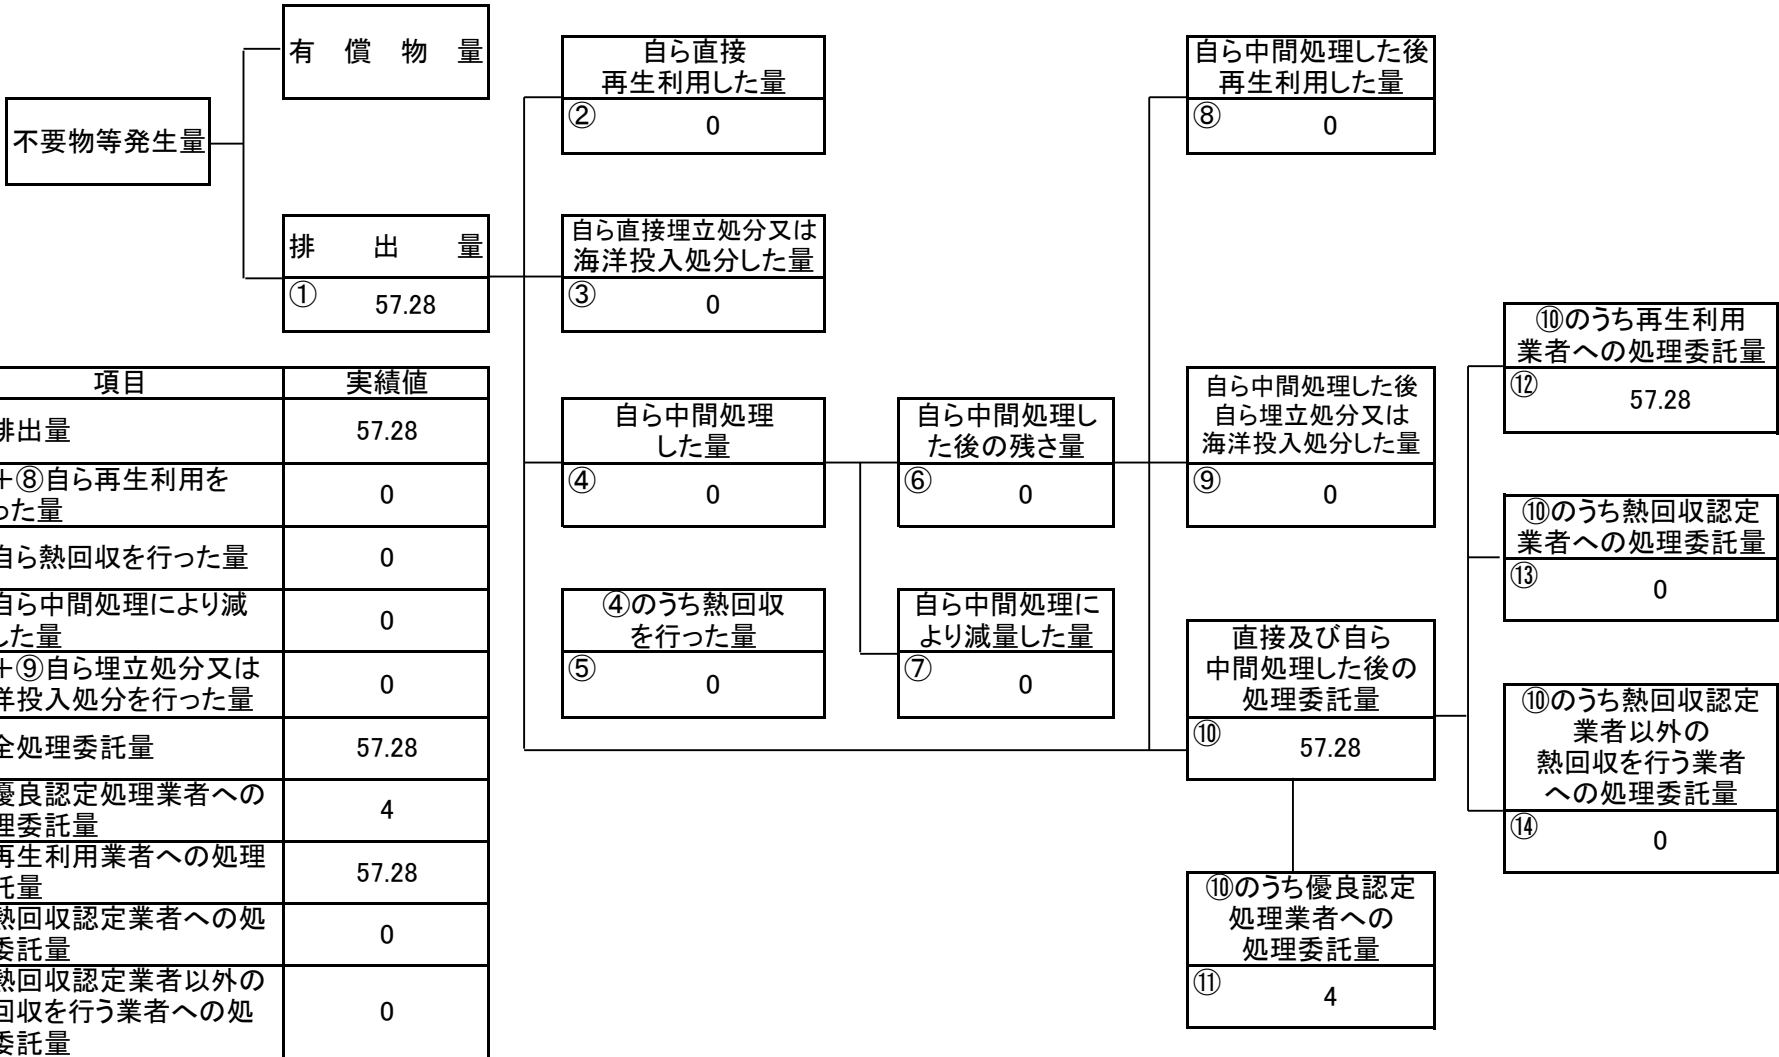 有 償 物 量
不要物等発生量
排 出 量
① 57.28
自ら直接
再生利用した量
② 0
自ら直接埋立処分又は
海洋投入処分した量
③ 0
自ら中間処理
した量
④ 0
④のうち熱回収
を行った量
⑤ 0
自ら中間処理し
た後の残さ量
⑥ 0
自ら中間処理に
より減量した量
⑦ 0
自ら中間処理した後
再生利用した量
⑧ 0
自ら中間処理した後
自ら埋立処分又は
海洋投入処分した量
⑨ 0
直接及び自ら
中間処理した後の
処理委託量
⑩ 57.28
⑩のうち優良認定
処理業者への
処理委託量
⑪ 4
⑩のうち再生利用
業者への処理委託量
⑫ 57.28
⑩のうち熱回収認定
業者への処理委託量
⑬ 0
⑩のうち熱回収認定
業者以外の
熱回収を行う業者
への処理委託量
⑭ 0
項目 実績値
排出量 57.28
+⑧自ら再生利用を
った量 0
自ら熱回収を行った量 0
自ら中間処理により減
した量 0
+⑨自ら埋立処分又は
洋投入処分を行った量 0
全処理委託量 57.28
優良認定処理業者への
理委託量 4
再生利用業者への処理
託量 57.28
熱回収認定業者への処
委託量 0
熱回収認定業者以外の
回収を行う業者への処
委託量 0